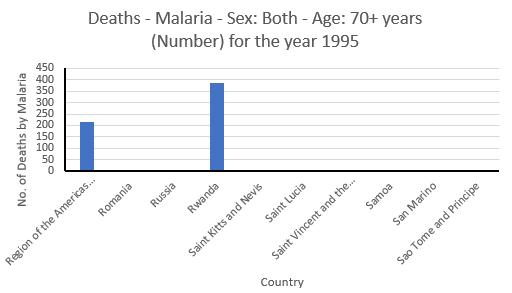 Deaths - Malaria - Sex: Both - Age: 70+ years
(Number) for the year 1995
No. of Deaths by Malaria
450
400
350
300
250
200
150
100
50
0
Region of the Americas...
Romania
Russia
Rwanda
Saint Kitts and Nevis
Saint Lucia
Saint Vincent and the...
Samoa
San Marino
Sao Tome and Principe
Country